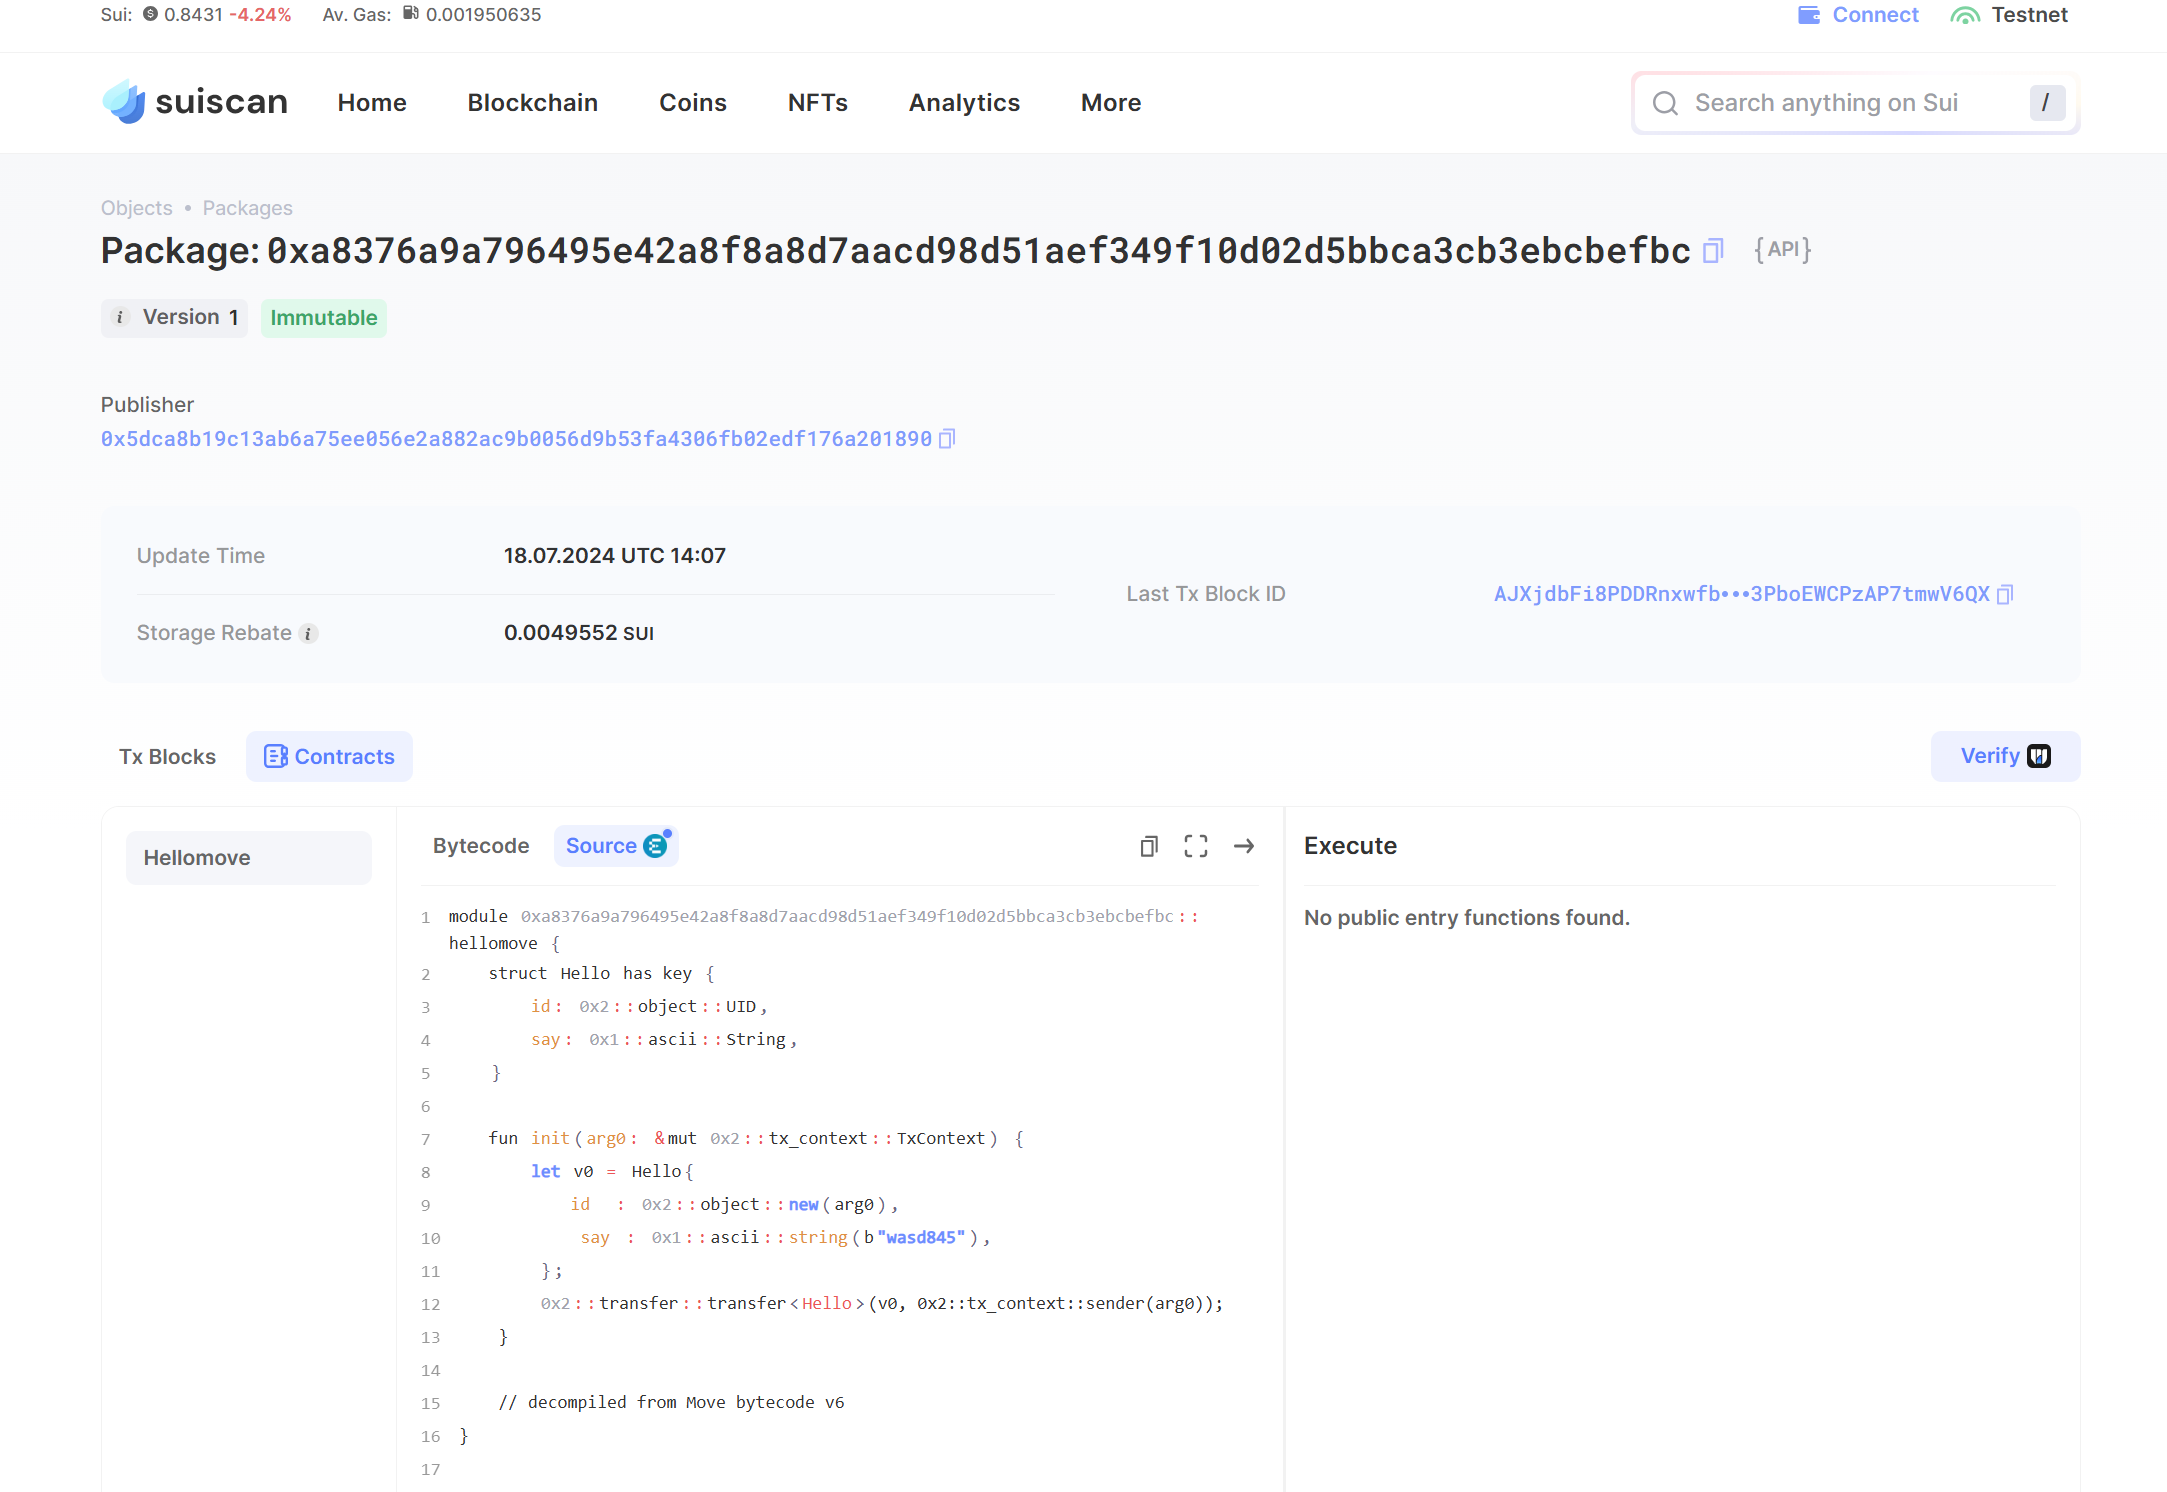 Sui: 0.8431 -4.24% Av. Gas: 0.001950635 Connect Testnet
suiscan Home Blockchain Coins NFTs Analytics More Search anything on Sui /
Objects • Packages
Package: 0xa8376a9a796495e42a8f8a8d7aacd98d51aef349f10d02d5bbca3cb3ebcbefbc {API}
i Version 1 Immutable
Publisher
0x5dca8b19c13ab6a75ee056e2a882ac9b0056d9b53fa4306fb02edf176a201890
Update Time 18.07.2024 UTC 14:07
Last Tx Block ID AJXjdbFi8PDDRnxwfb•••3PboEWCPzAP7tmwV6QX
Storage Rebate i 0.0049552 SUI
Tx Blocks Contracts Verify
Hellomove
Bytecode Source
Execute
No public entry functions found.
1 module 0xa8376a9a796495e42a8f8a8d7aacd98d51aef349f10d02d5bbca3cb3ebcbefbc::
hellomove {
2 struct Hello has key {
3 id: 0x2::object::UID,
4 say: 0x1::ascii::String,
5 }
6
7 fun init(arg0: &mut 0x2::tx_context::TxContext) {
8 let v0 = Hello{
9 id : 0x2::object::new(arg0),
10 say : 0x1::ascii::string(b"wasd845"),
11 };
12 0x2::transfer::transfer<Hello>(v0, 0x2::tx_context::sender(arg0));
13 }
14
15 // decompiled from Move bytecode v6
16 }
17